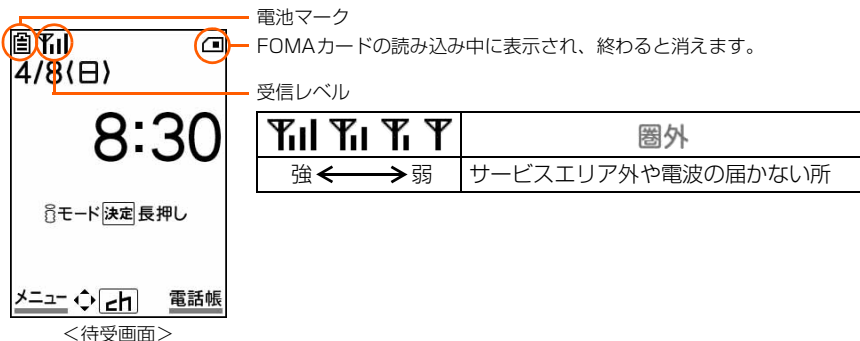 電池マーク
FOMAカードの読み込み中に表示され、終わると消えます。
受信レベル
圏外
強 弱 サービスエリア外や電波の届かない所
4/8(日)
8:30
iモード 決定 長押し
メニュー ch 電話帳
<待受画面>